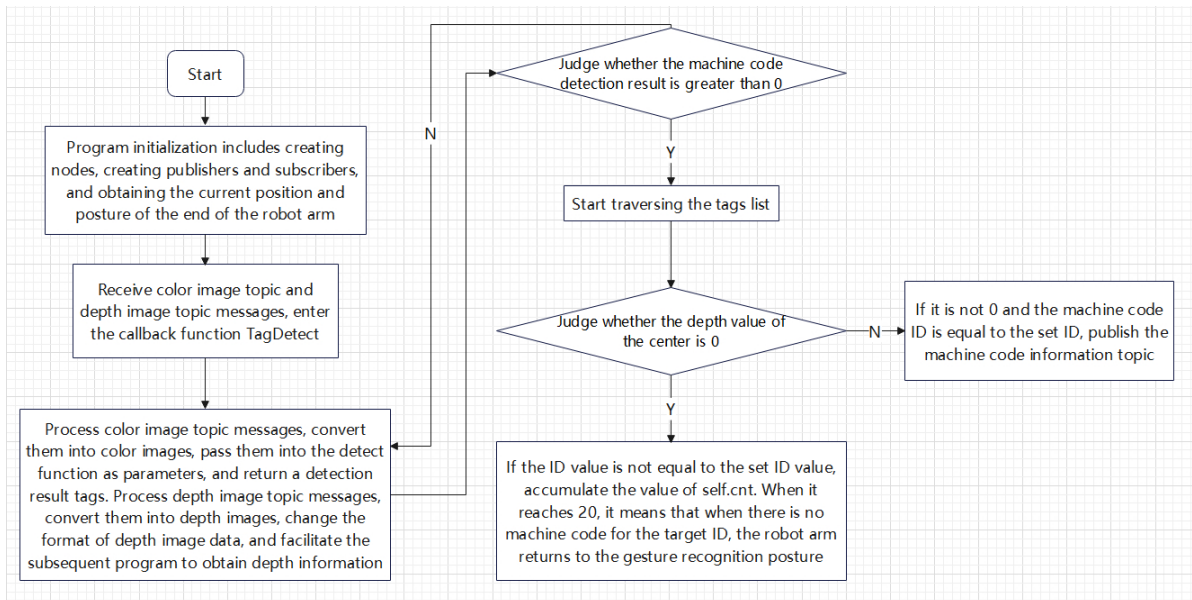 Start
Program initialization includes creating
nodes, creating publishers and subscribers,
and obtaining the current position and
posture of the end of the robot arm
Receive color image topic and
depth image topic messages, enter
the callback function TagDetect
Process color image topic messages, convert
them into color images, pass them into the detect
function as parameters, and return a detection
result tags. Process depth image topic messages,
convert them into depth images, change the
format of depth image data, and facilitate the
subsequent program to obtain depth information
N
Judge whether the machine code
detection result is greater than 0
Y
Start traversing the tags list
Judge whether the depth value of
the center is 0
N
If it is not 0 and the machine code
ID is equal to the set ID, publish the
machine code information topic
Y
If the ID value is not equal to the set ID value,
accumulate the value of self.cnt. When it
reaches 20, it means that when there is no
machine code for the target ID, the robot arm
returns to the gesture recognition posture